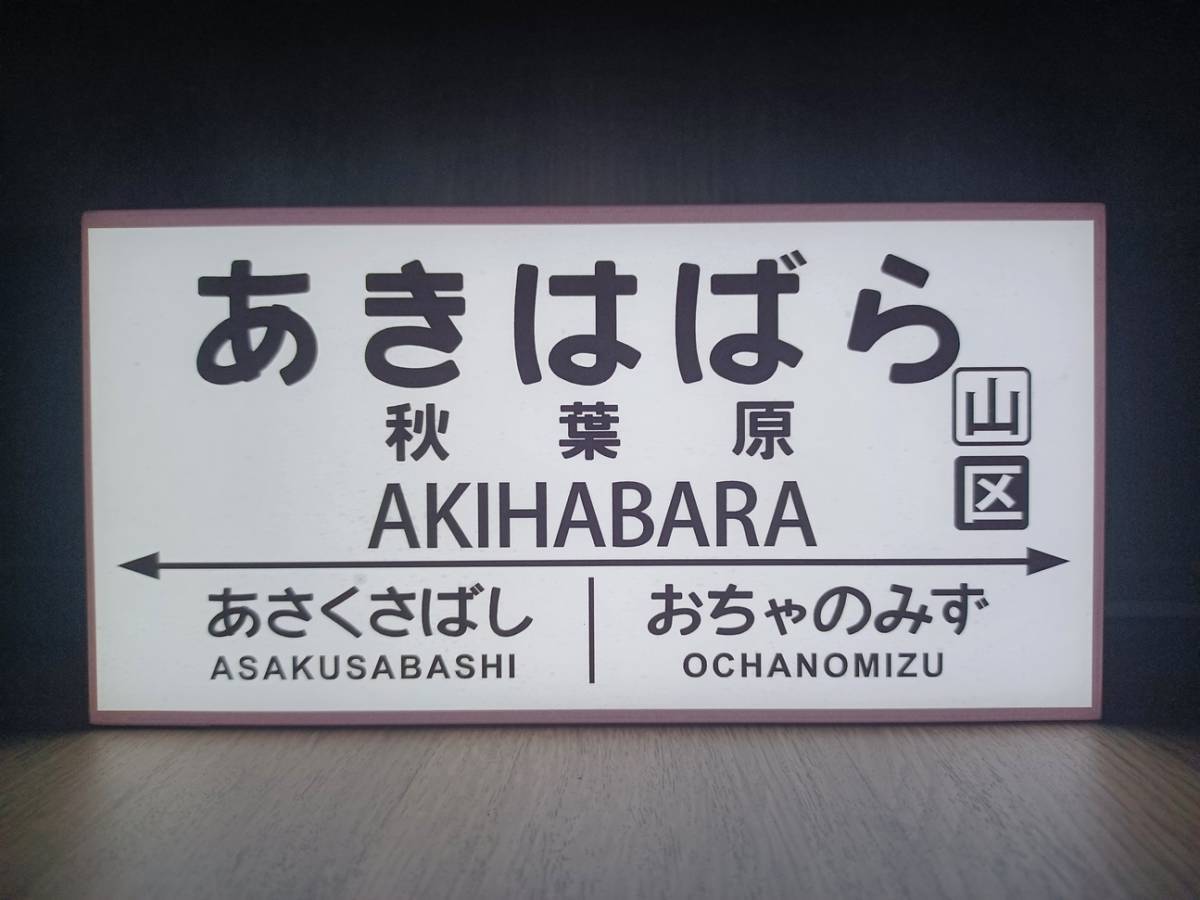 あきはばら
秋葉原
山
区
AKIHABARA
あさくさばし
ASAKUSABASHI
おちゃのみず
OCHANOMIZU